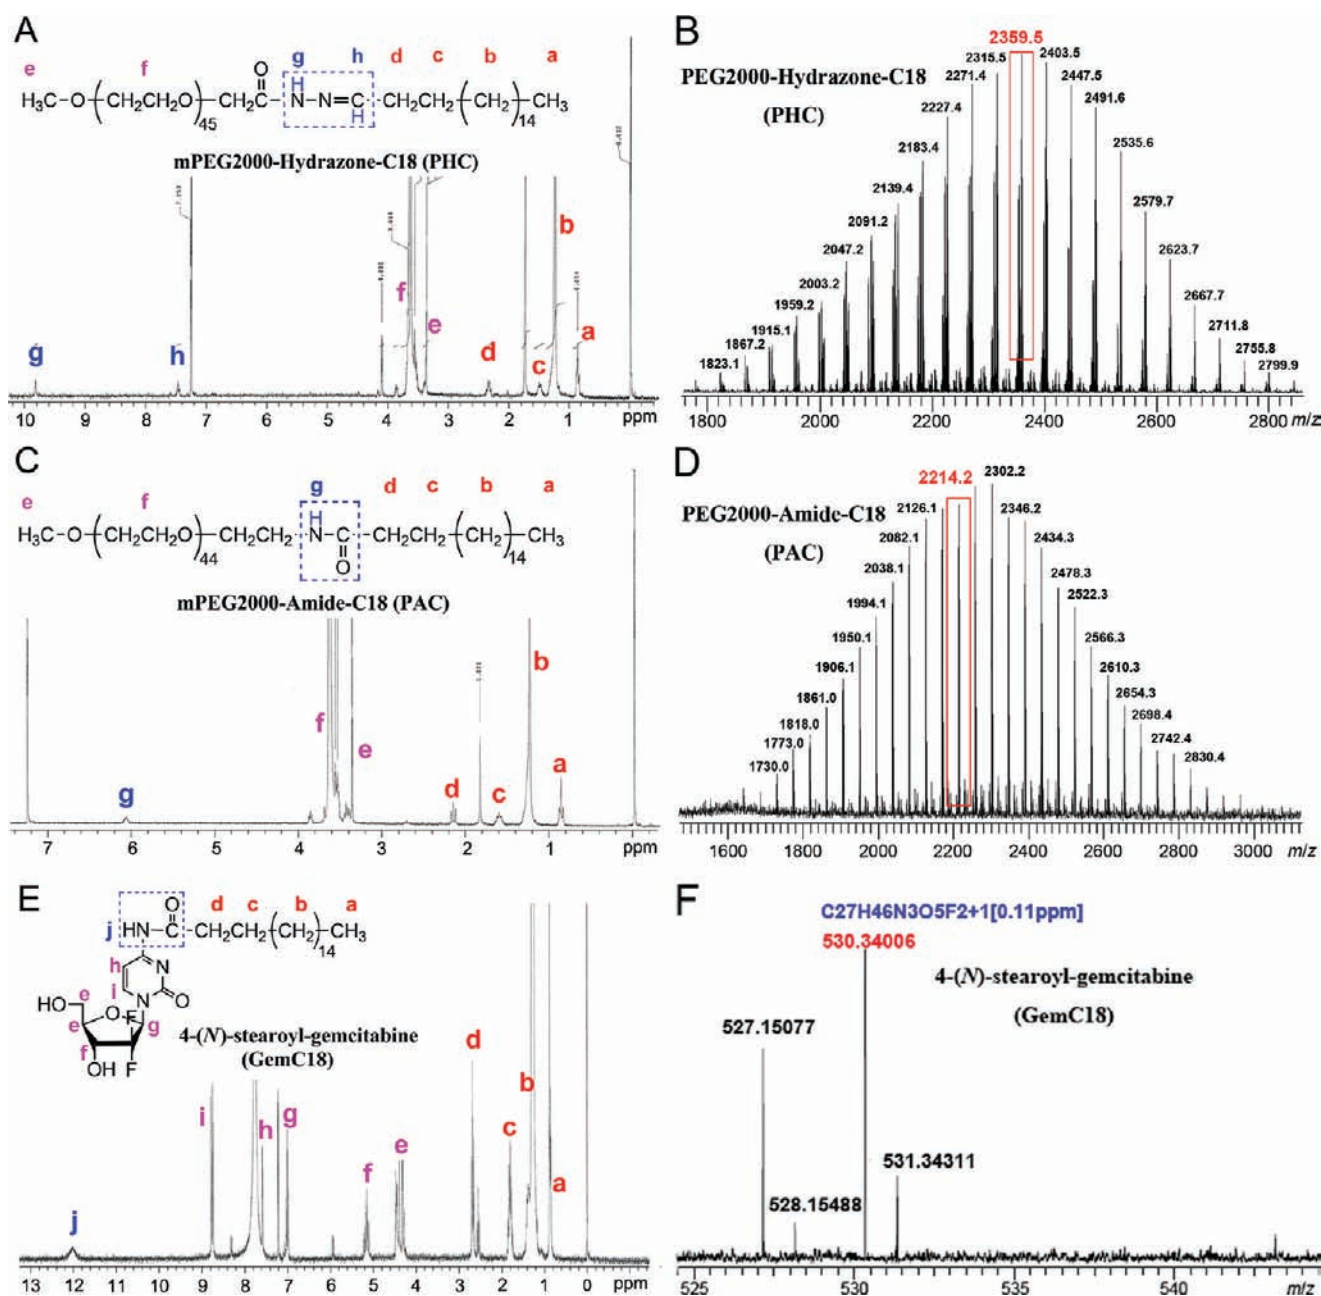 A
g h d c b a
e f
O
H
H₃C-O(CH₂CH₂O)45 CH₂C-N-N=C-CH₂CH₂(CH₂)14 CH₃
H
mPEG2000-Hydrazone-C18 (PHC)
g h f e d c b a
10 9 8 7 6 5 4 3 2 1 ppm
B
2359.5
PEG2000-Hydrazone-C18
(PHC)
2403.5
2315.5
2447.5
2271.4
2491.6
2227.4
2535.6
2183.4
2579.7
2139.4
2091.2
2623.7
2047.2
2003.2
2667.7
1959.2
2711.8
1915.1
1867.2
2755.8
1823.1
2799.9
1800 2000 2200 2400 2600 2800 m/z
C
g d c b a
e f
H
H₃C-O(CH₂CH₂O)44 CH₂CH₂-N-C-CH₂CH₂(CH₂)14 CH₃
O
mPEG2000-Amide-C18 (PAC)
g f e d c b a
7 6 5 4 3 2 1 ppm
D
2214.2
2302.2
PEG2000-Amide-C18
(PAC)
2126.1
2346.2
2082.1
2434.3
2038.1
2478.3
1994.1
2522.3
1950.1
2566.3
1906.1
2610.3
1861.0
2654.3
1818.0
2698.4
1773.0
2742.4
1730.0
2830.4
1600 1800 2000 2200 2400 2600 2800 3000 m/z
E
d c b a
O
j HN-C-CH₂CH₂(CH₂)14 CH₃
h
N
i N O
e
HO O
e F g
f
OH F
4-(N)-stearoyl-gemcitabine
(GemC18)
j i h g f e d c b a
13 12 11 10 9 8 7 6 5 4 3 2 1 0 ppm
F
C27H46N3O5F2+1[0.11ppm]
530.34006
4-(N)-stearoyl-gemcitabine
(GemC18)
527.15077
531.34311
528.15488
525 530 535 540 m/z